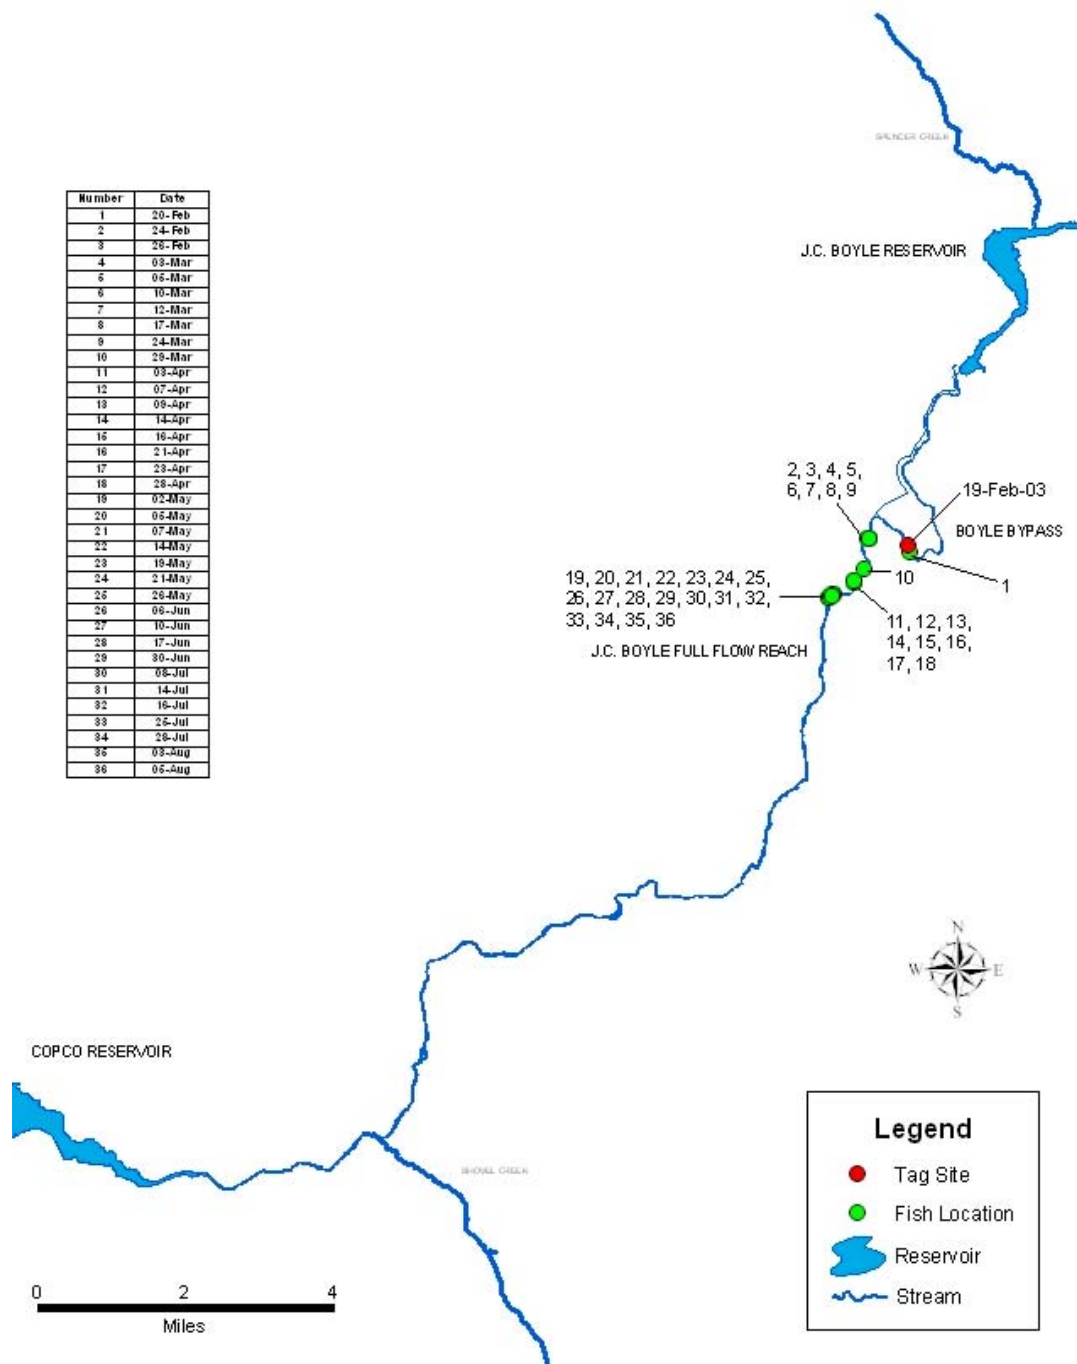 SPENCER CREEK
Number Date
1 20-Feb
2 24-Feb
3 26-Feb
4 03-Mar
5 05-Mar
6 10-Mar
7 12-Mar
8 17-Mar
9 24-Mar
10 29-Mar
11 03-Apr
12 07-Apr
13 09-Apr
14 14-Apr
15 16-Apr
16 21-Apr
17 23-Apr
18 28-Apr
19 02-May
20 05-May
21 07-May
22 14-May
23 19-May
24 21-May
25 26-May
26 06-Jun
27 10-Jun
28 17-Jun
29 30-Jun
30 08-Jul
31 14-Jul
32 16-Jul
33 25-Jul
34 28-Jul
35 03-Aug
36 05-Aug
J.C. BOYLE RESERVOIR
2, 3, 4, 5,
6, 7, 8, 9
19-Feb-03
BOYLE BYPASS
1
10
19, 20, 21, 22, 23, 24, 25,
26, 27, 28, 29, 30, 31, 32,
33, 34, 35, 36
11, 12, 13,
14, 15, 16,
17, 18
J.C. BOYLE FULL FLOW REACH
N
W E
S
COPCO RESERVOIR
SHOVEL CREEK
Legend
Tag Site
Fish Location
Reservoir
Stream
0 2 4
Miles